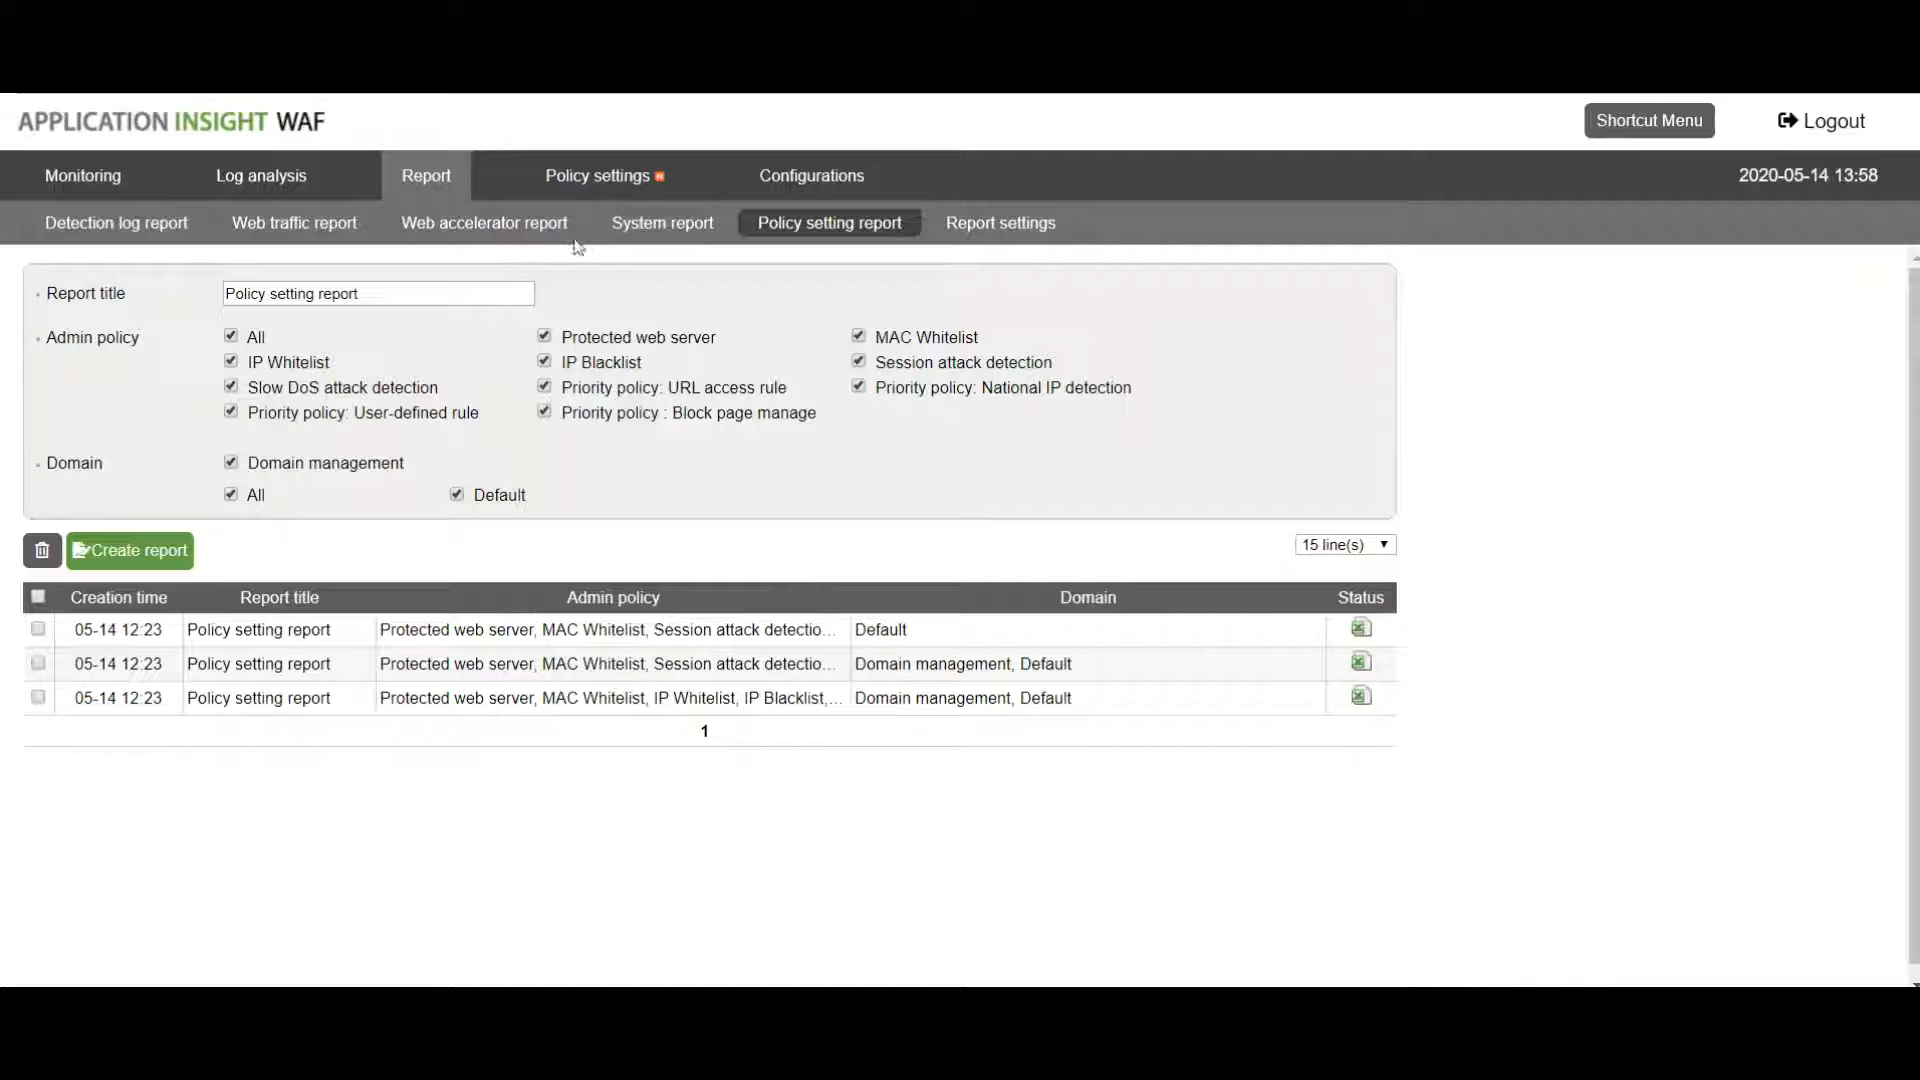 APPLICATION INSIGHT WAF
Shortcut Menu
Logout
Monitoring
Log analysis
Report
Policy settings
Configurations
2020-05-14 13:58
Detection log report
Web traffic report
Web accelerator report
System report
Policy setting report
Report settings
Report title
Policy setting report
Admin policy
All
Protected web server
MAC Whitelist
IP Whitelist
IP Blacklist
Session attack detection
Slow DoS attack detection
Priority policy: URL access rule
Priority policy: National IP detection
Priority policy: User-defined rule
Priority policy : Block page manage
Domain
Domain management
All
Default
Create report
15 line(s)
Creation time Report title Admin policy Domain Status
05-14 12:23 Policy setting report Protected web server, MAC Whitelist, Session attack detectio... Default
05-14 12:23 Policy setting report Protected web server, MAC Whitelist, Session attack detectio... Domain management, Default
05-14 12:23 Policy setting report Protected web server, MAC Whitelist, IP Whitelist, IP Blacklist,... Domain management, Default
1